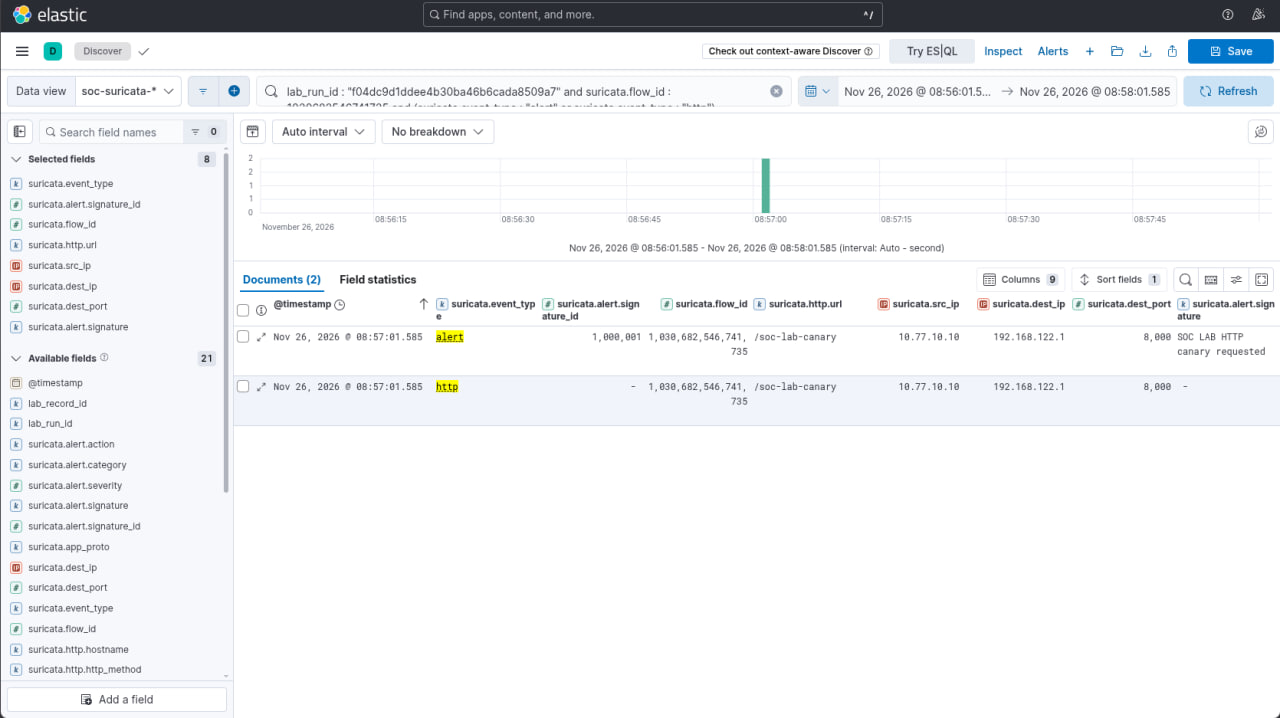 elastic
Find apps, content, and more.
^/
D
Discover
Check out context-aware Discover
Try ES|QL
Inspect
Alerts
Save
Data view
soc-suricata-*
lab_run_id : "f04dc9d1ddee4b30ba46b6cada8509a7" and suricata.flow_id :
Nov 26, 2026 @ 08:56:01.5...
Nov 26, 2026 @ 08:58:01.585
Refresh
Search field names
0
Auto interval
No breakdown
Selected fields
8
suricata.event_type
suricata.alert.signature_id
suricata.flow_id
suricata.http.url
suricata.src_ip
suricata.dest_ip
suricata.dest_port
suricata.alert.signature
Available fields
21
@timestamp
lab_record_id
lab_run_id
suricata.alert.action
suricata.alert.category
suricata.alert.severity
suricata.alert.signature
suricata.alert.signature_id
suricata.app_proto
suricata.dest_ip
suricata.dest_port
suricata.event_type
suricata.flow_id
suricata.http.hostname
suricata.http.http_method
Add a field
2
2
1
1
0
08:56:15
08:56:30
08:56:45
08:57:00
08:57:15
08:57:30
08:57:45
November 26, 2026
Nov 26, 2026 @ 08:56:01.585 - Nov 26, 2026 @ 08:58:01.585 (interval: Auto - second)
Documents (2)
Field statistics
Columns 9
Sort fields 1
@timestamp
suricata.event_typ
e
suricata.alert.sign
ature_id
suricata.flow_id
suricata.http.url
suricata.src_ip
suricata.dest_ip
suricata.dest_port
suricata.alert.sign
ature
Nov 26, 2026 @ 08:57:01.585
alert
1,000,001
1,030,682,546,741,
735
/soc-lab-canary
10.77.10.10
192.168.122.1
8,000
SOC LAB HTTP
canary requested
Nov 26, 2026 @ 08:57:01.585
http
-
1,030,682,546,741,
735
/soc-lab-canary
10.77.10.10
192.168.122.1
8,000
-